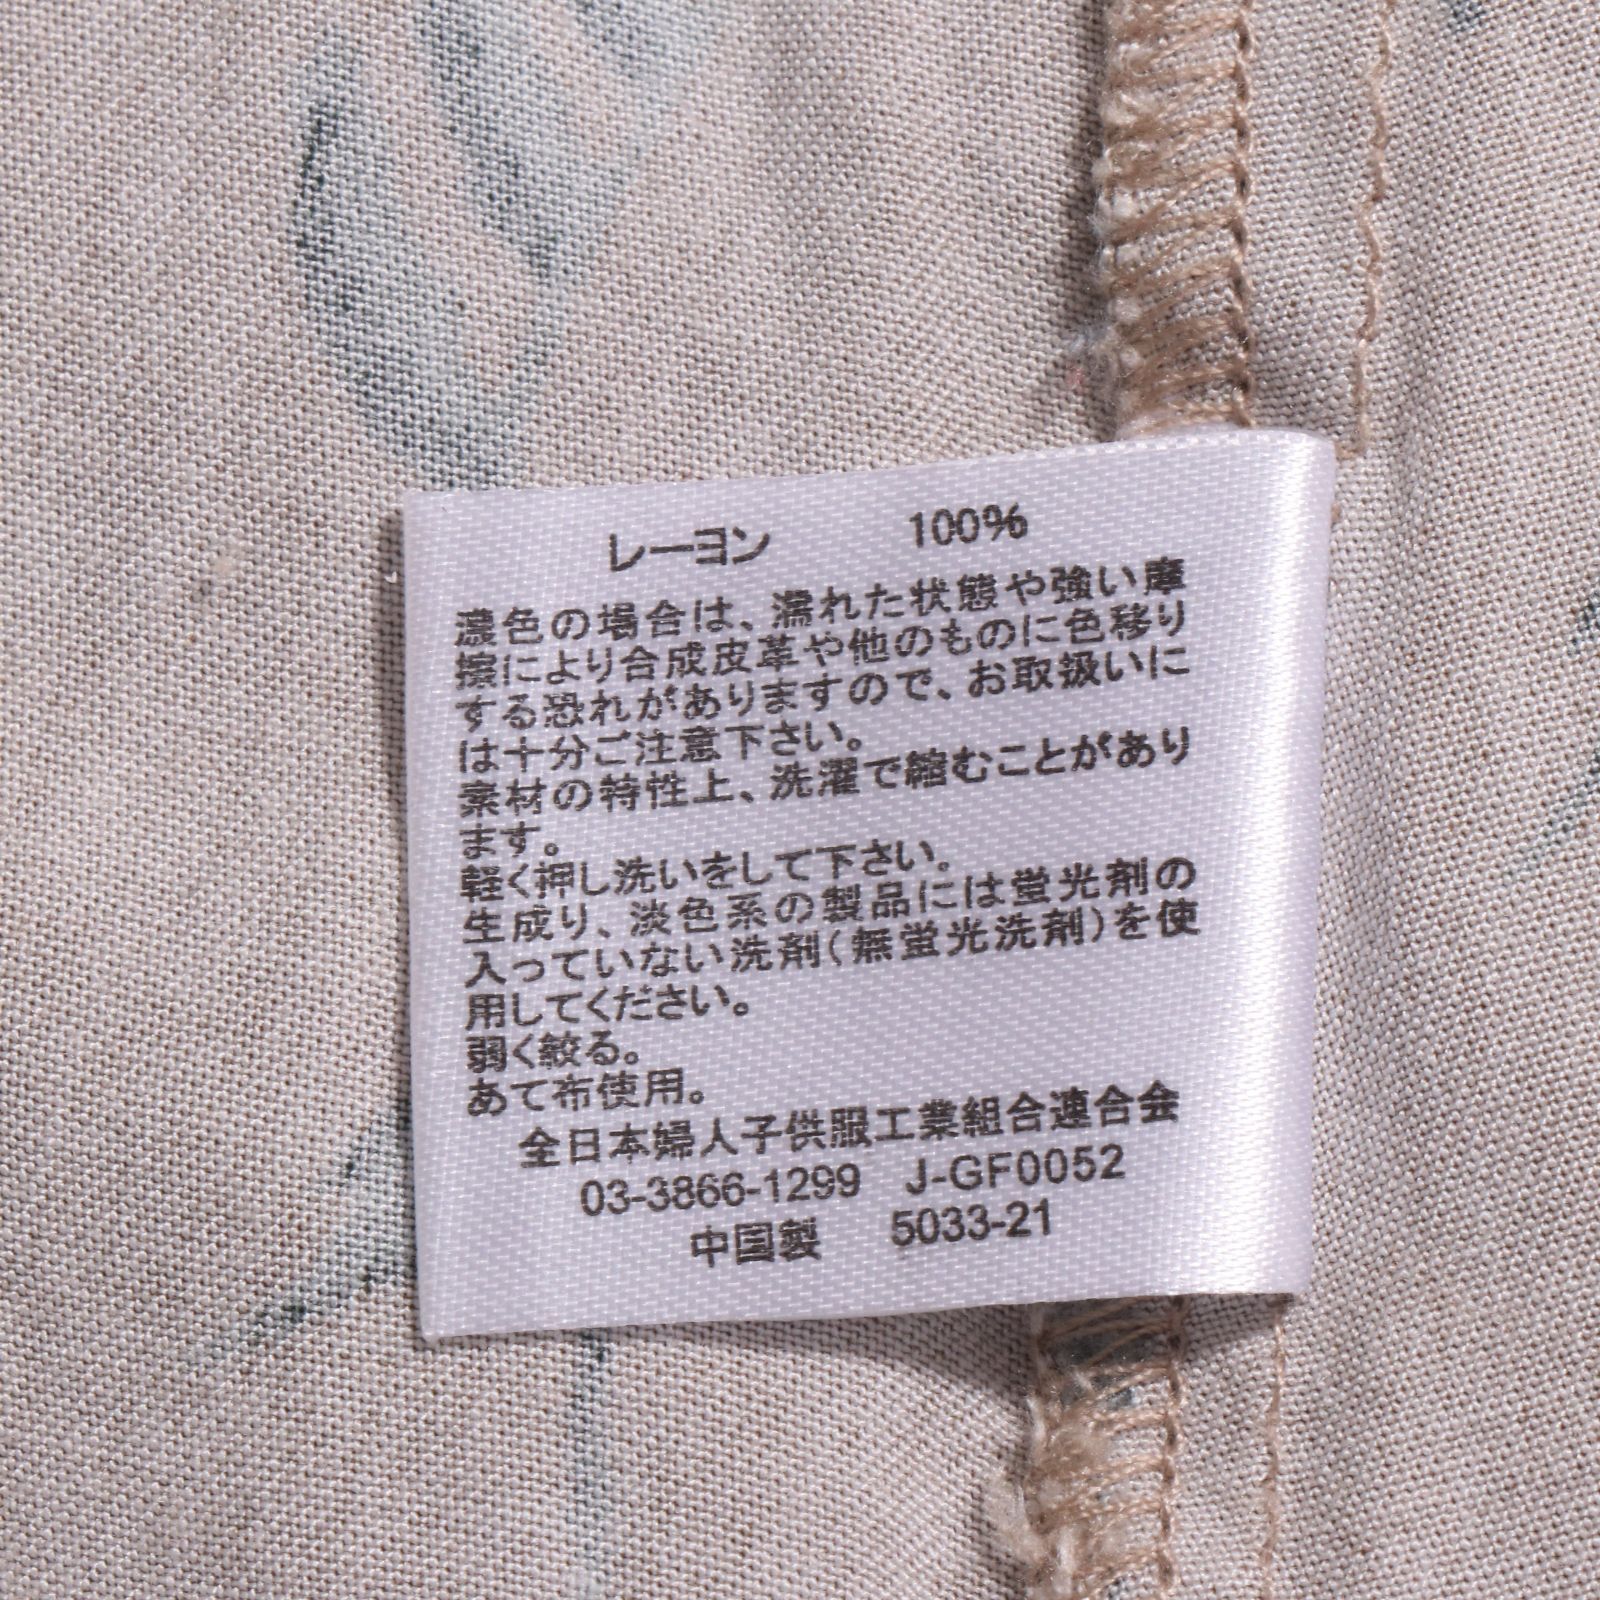 レーヨン 100%
濃色の場合は、濡れた状態や強い摩
擦により合成皮革や他のものに色移り
する恐れがありますので、お取扱いに
は十分ご注意下さい。
素材の特性上、洗濯で縮むことがあり
ます。
軽く押し洗いをして下さい。
生成り、淡色系の製品には蛍光剤の
入っていない洗剤(無蛍光洗剤)を使
用してください。
弱く絞る。
あて布使用。
全日本婦人子供服工業組合連合会
03-3866-1299 J-GF0052
中国製 5033-21